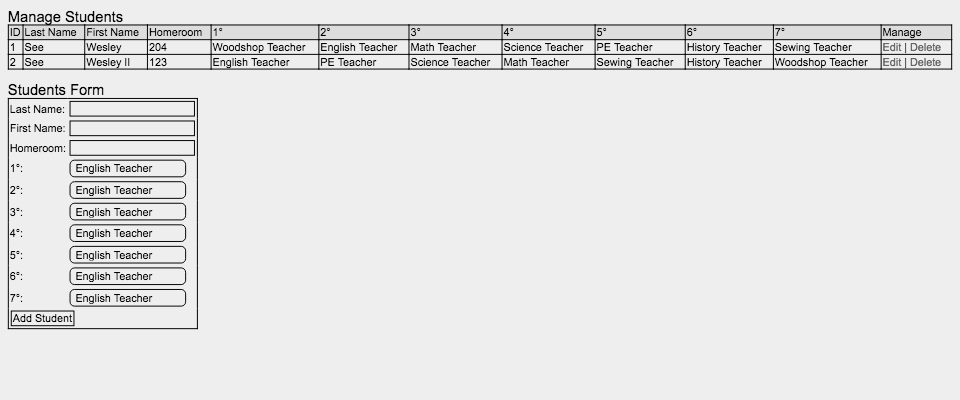 Manage Students
ID Last Name First Name Homeroom 1° 2° 3° 4° 5° 6° 7° Manage
1 See Wesley 204 Woodshop Teacher English Teacher Math Teacher Science Teacher PE Teacher History Teacher Sewing Teacher Edit | Delete
2 See Wesley II 123 English Teacher PE Teacher Science Teacher Math Teacher Sewing Teacher History Teacher Woodshop Teacher Edit | Delete
Students Form
Last Name:
First Name:
Homeroom:
1°: English Teacher
2°: English Teacher
3°: English Teacher
4°: English Teacher
5°: English Teacher
6°: English Teacher
7°: English Teacher
Add Student